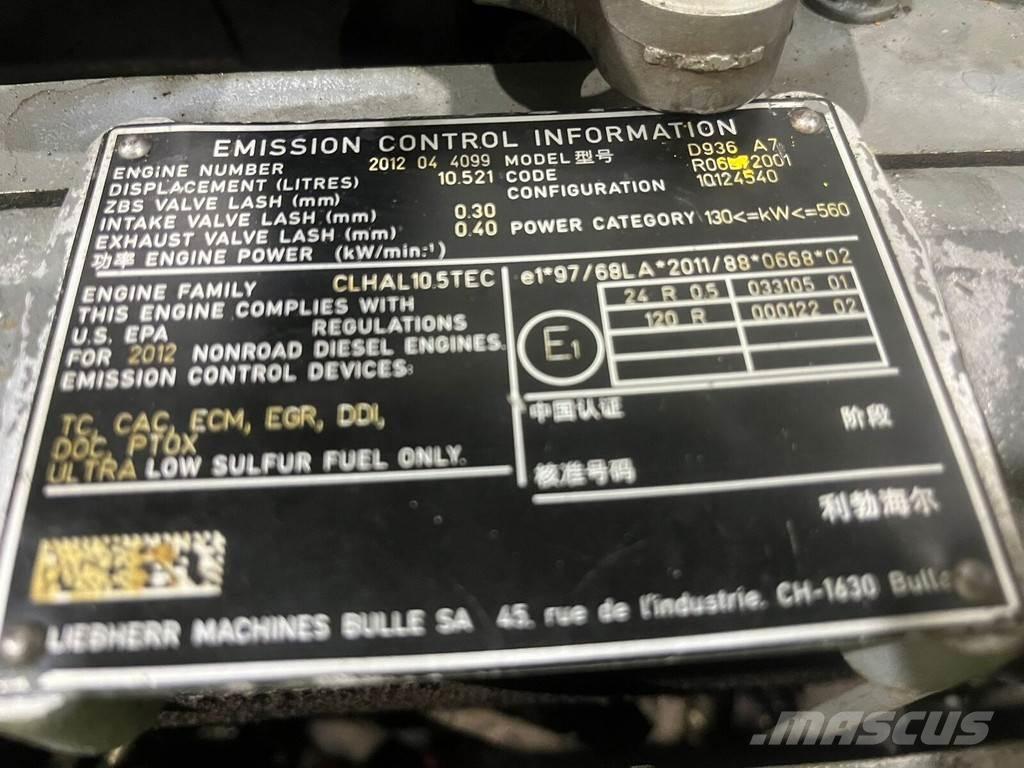 EMISSION CONTROL INFORMATION
ENGINE NUMBER 2012 04 4099 MODEL 型号 D936 A7
DISPLACEMENT (LITRES) 10.521 CODE
ZBS VALVE LASH (mm) CONFIGURATION 10124540
INTAKE VALVE LASH (mm) 0.30
EXHAUST VALVE LASH (mm) 0.40 POWER CATEGORY 130<=kW<=560
功率 ENGINE POWER (kW/min.-¹)
ENGINE FAMILY CLHAL10.5TEC
THIS ENGINE COMPLIES WITH
U.S. EPA REGULATIONS
FOR 2012 NONROAD DIESEL ENGINES.
EMISSION CONTROL DEVICES:
TC, CAC, ECM, EGR, DDI,
DOC, PTOX
ULTRA LOW SULFUR FUEL ONLY.
e1*97/68LA*2011/88*0668*02
E1
24 R 0.5 033105 01
120 R 000122 02
中国认证 阶段
核准号码
利勃海尔
LIEBHERR MACHINES BULLE SA 45, rue de l'industrie. CH-1630 Bulle
MASCUS